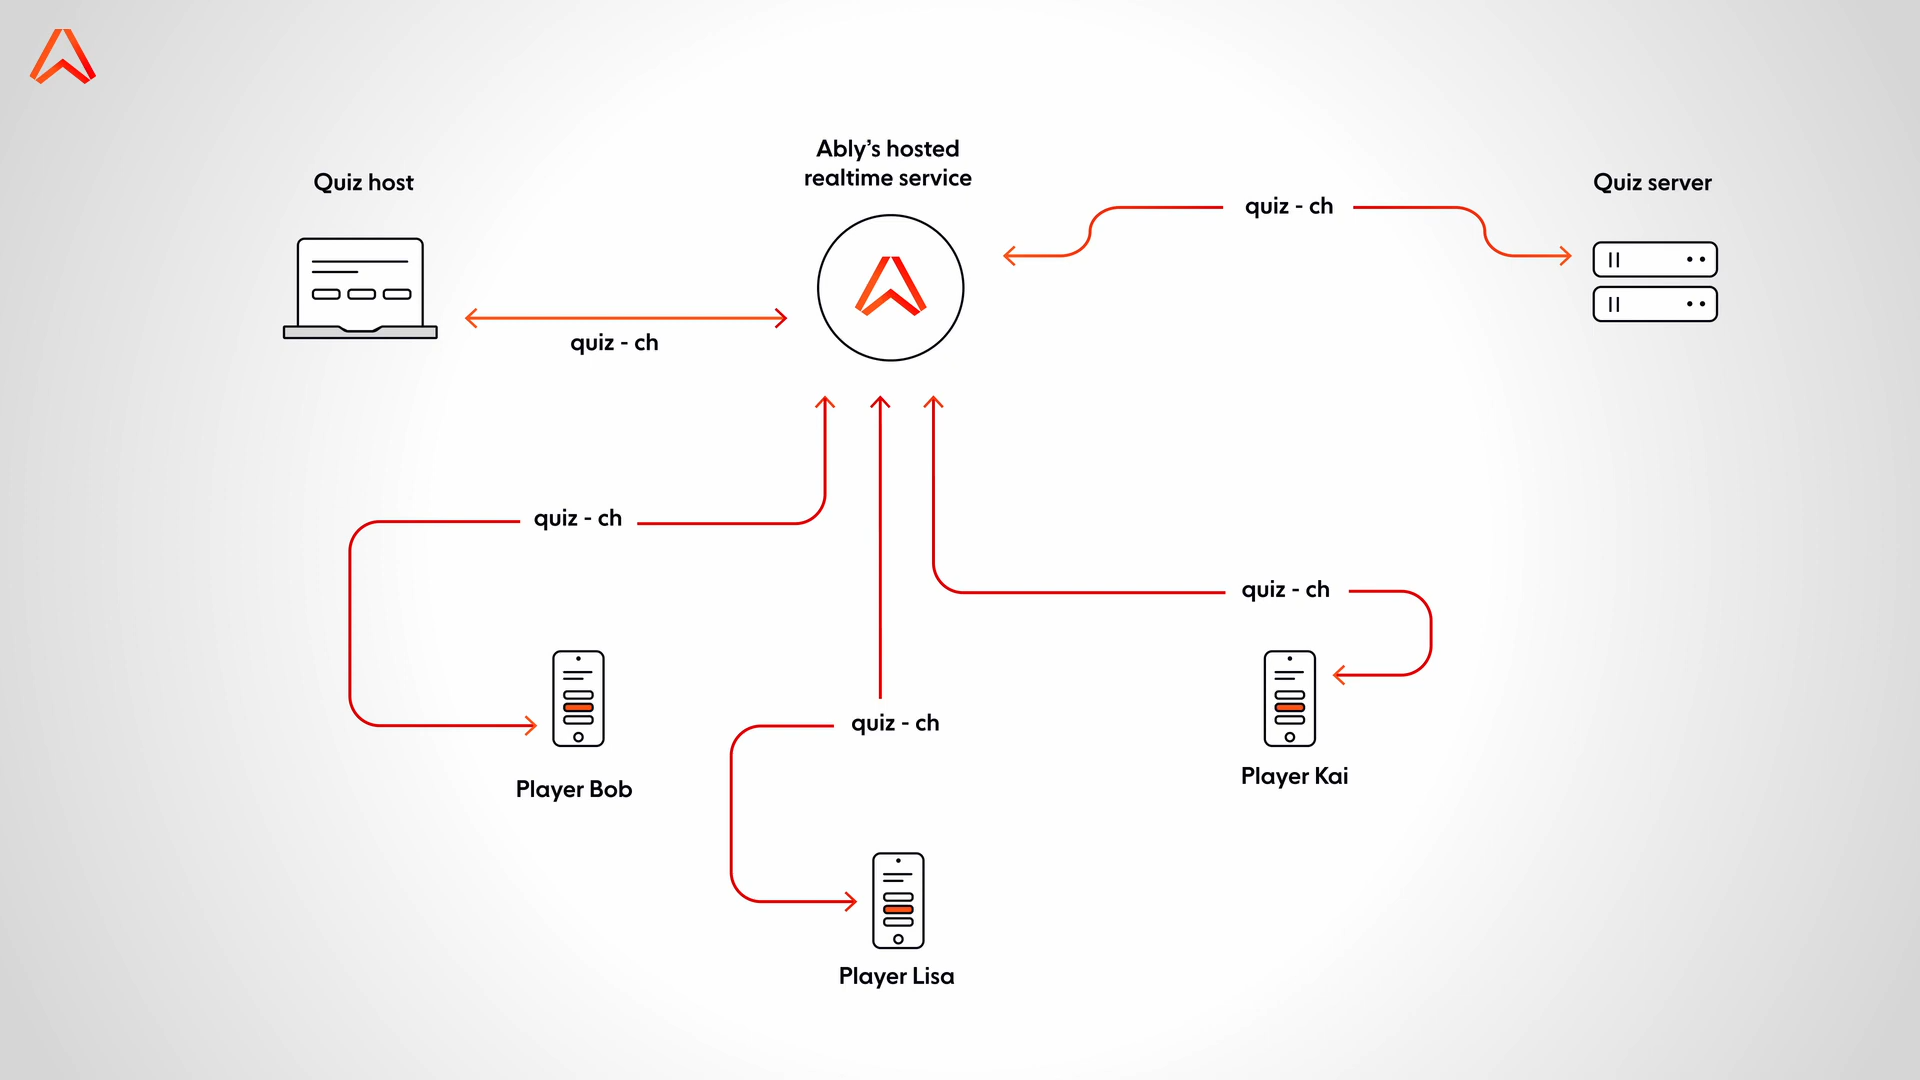 Ably’s hosted
realtime service
Quiz host
Quiz server
quiz - ch
quiz - ch
quiz - ch
quiz - ch
quiz - ch
Player Kai
Player Bob
Player Lisa